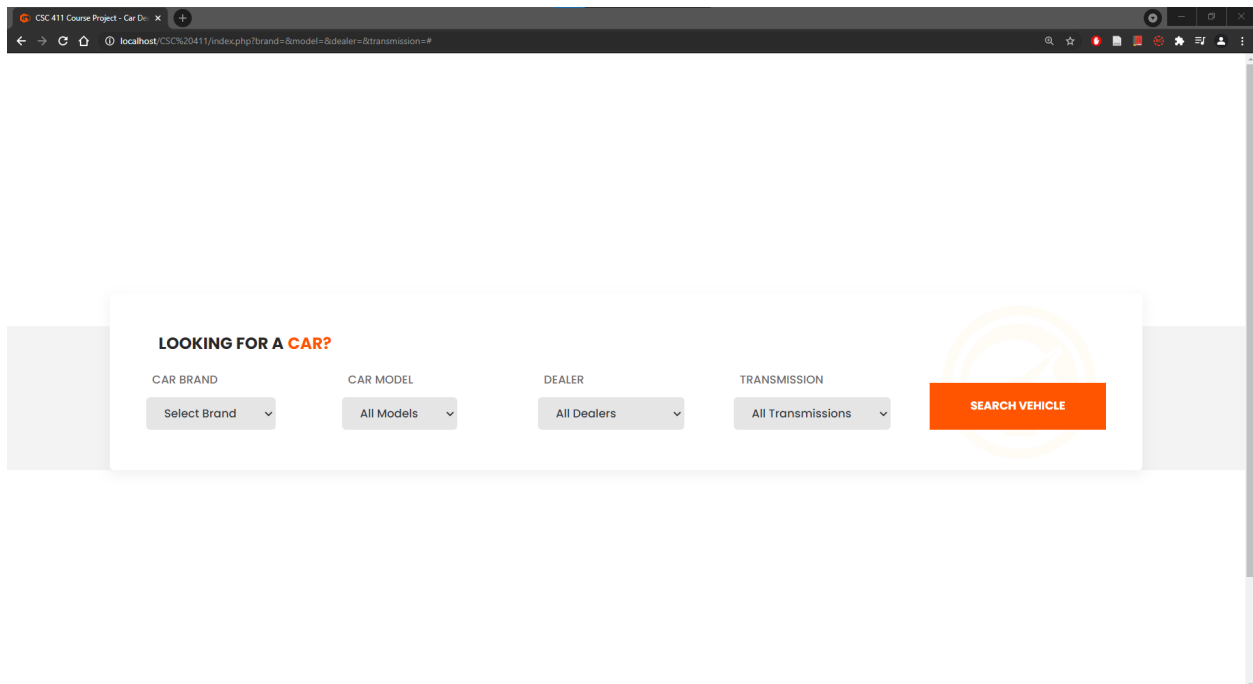 CSC 411 Course Project - Car De
localhost/CSC%20411/index.php?brand=&model=&dealer=&transmission=#
LOOKING FOR A CAR?
CAR BRAND CAR MODEL DEALER TRANSMISSION
Select Brand All Models All Dealers All Transmissions SEARCH VEHICLE